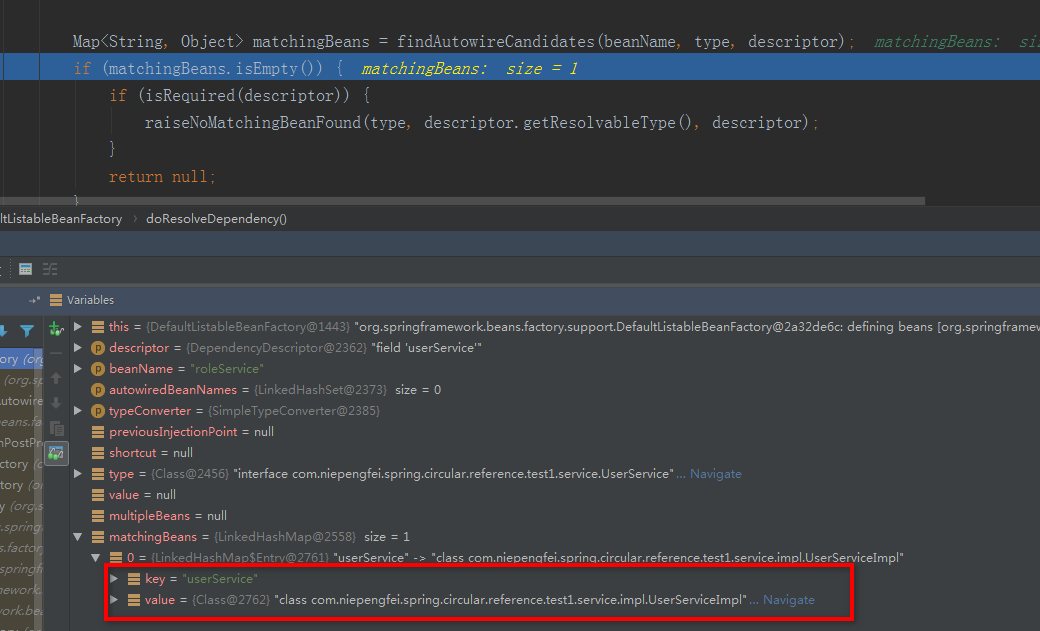 Map<String, Object> matchingBeans = findAutowireCandidates(beanName, type, descriptor); matchingBeans:
if (matchingBeans.isEmpty()) { matchingBeans: size = 1
if (isRequired(descriptor)) {
raiseNoMatchingBeanFound(type, descriptor.getResolvableType(), descriptor);
}
return null;
}
ltListableBeanFactory › doResolveDependency()
Variables
this = {DefaultListableBeanFactory@1443} "org.springframework.beans.factory.support.DefaultListableBeanFactory@2a32de6c: defining beans [org.springframew
descriptor = {DependencyDescriptor@2362} "field 'userService'"
ory (org
beanName = "roleService"
(org.sp
autowiredBeanNames = {LinkedHashSet@2373} size = 0
utowire
typeConverter = {SimpleTypeConverter@2385}
eans.fa
previousInjectionPoint = null
nPostPr
shortcut = null
ctory (o
type = {Class@2456} "interface com.niepengfei.spring.circular.reference.test1.service.UserService" ... Navigate
tory (o
value = null
y (org.s
multipleBeans = null
.springf
matchingBeans = {LinkedHashMap@2558} size = 1
s.factor
0 = {LinkedHashMap$Entry@2761} "userService" -> "class com.niepengfei.spring.circular.reference.test1.service.impl.UserServiceImpl"
springfr
key = "userService"
mework.
value = {Class@2762} "class com.niepengfei.spring.circular.reference.test1.service.impl.UserServiceImpl" ... Navigate
work.be